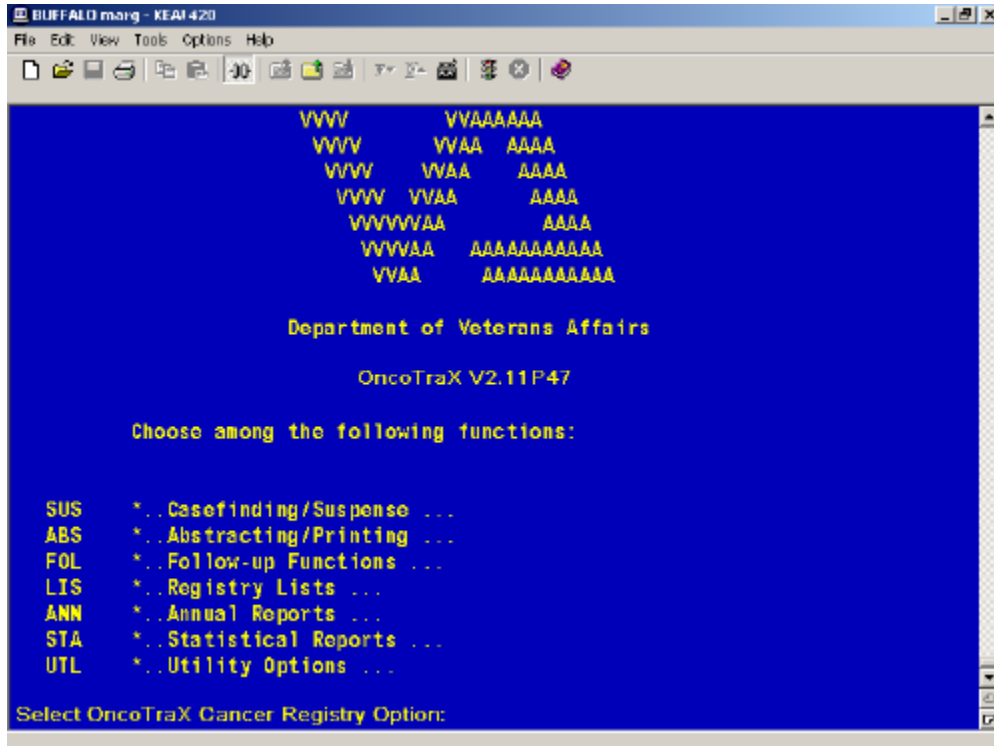 BUFFALO marg - KEA! 420
File Edit View Tools Options Help
VVVV VVAAAAAA
VVVV VVAA AAAA
VVVV VVAA AAAA
VVVV VVAA AAAA
VVVVVVAA AAAA
VVVVAA AAAAAAAAAAA
VVAA AAAAAAAAAAA
Department of Veterans Affairs
OncoTraX V2.11P47
Choose among the following functions:
SUS *..Casefinding/Suspense ...
ABS *..Abstracting/Printing ...
FOL *..Follow-up Functions ...
LIS *..Registry Lists ...
ANN *..Annual Reports ...
STA *..Statistical Reports ...
UTL *..Utility Options ...
Select OncoTraX Cancer Registry Option: